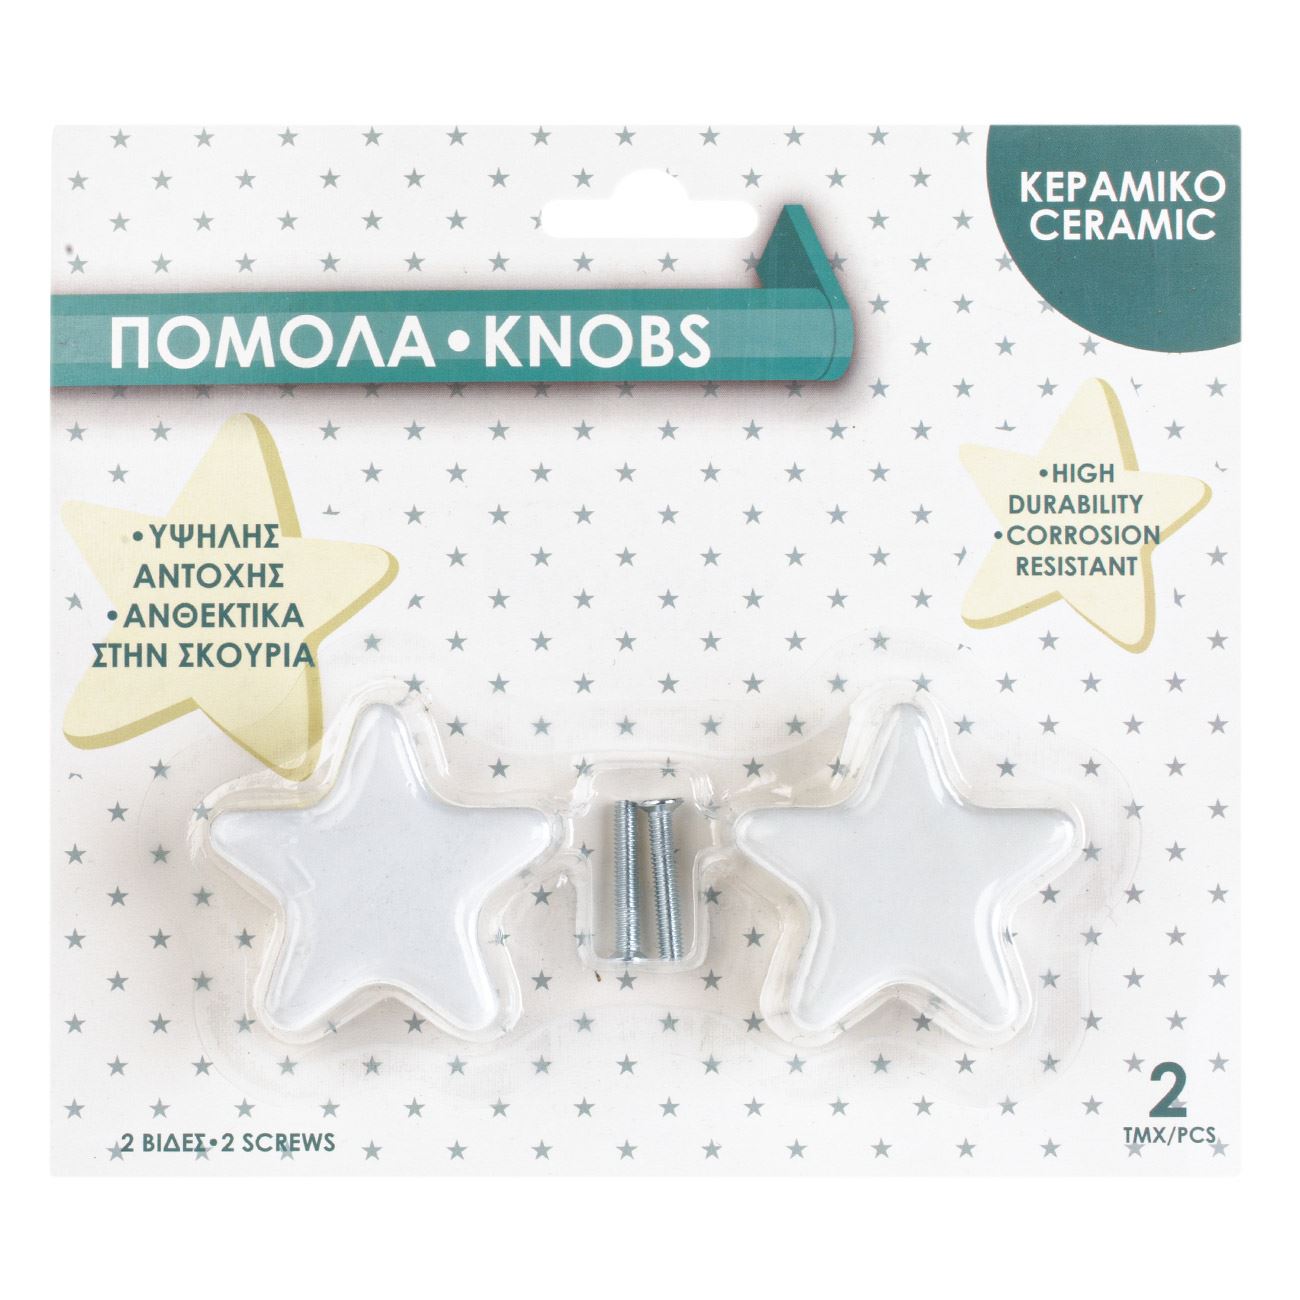 ΚΕΡΑΜΙΚΟ
CERAMIC
ΠΟΜΟΛΑ•KNOBS
•ΥΨΗΛΗΣ
ΑΝΤΟΧΗΣ
•ΑΝΘΕΚΤΙΚΑ
ΣΤΗΝ ΣΚΟΥΡΙΑ
•HIGH
DURABILITY
•CORROSION
RESISTANT
2 ΒΙΔΕΣ•2 SCREWS
2
ΤΜΧ/PCS